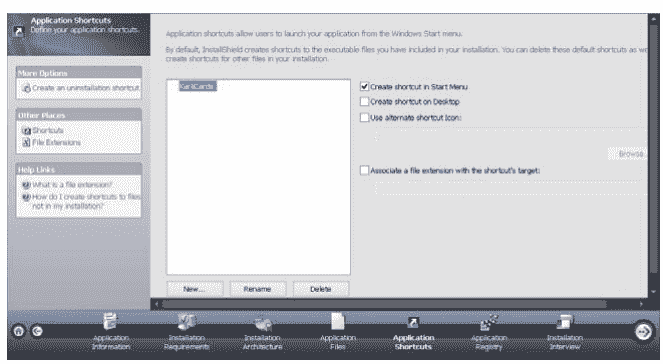 Application Shortcuts
Define your application shortcuts.
Application shortcuts allow users to launch your application from the Windows Start menu.
By default, InstallShield creates shortcuts to the executable files you have included in your installation. You can delete these default shortcuts as we
create shortcuts for other files in your installation.
More Options
Create an uninstallation shortcut
Other Places
Shortcuts
File Extensions
Help Links
What is a file extension?
How do I create shortcuts to files
not in my installation?
Create shortcut in Start Menu
Create shortcut on Desktop
Use alternate shortcut Icon:
Browse
Associate a file extension with the shortcut's target:
New...
Rename
Delete
Application
Information
Installation
Requirements
Installation
Architecture
Application
Files
Application
Shortcuts
Application
Registry
Installation
Interview